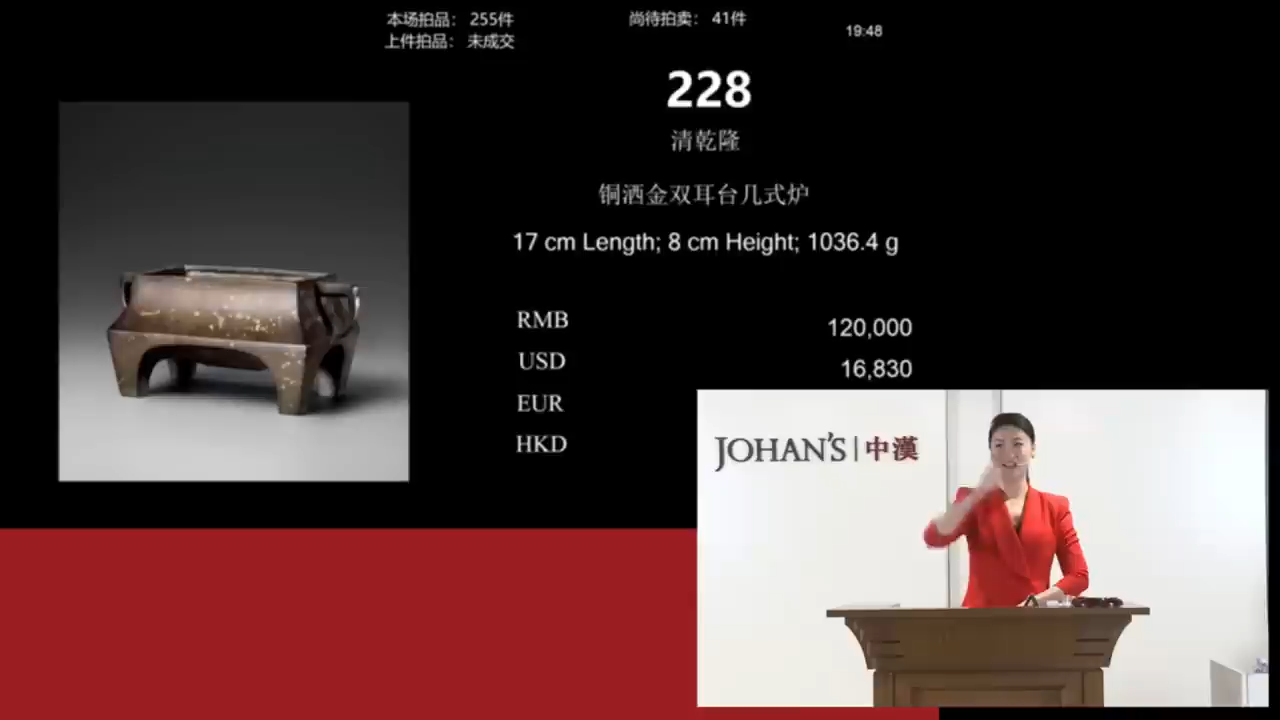 本场拍品： 255件
上件拍品： 未成交
尚待拍卖： 41件
19:48
228
清乾隆
铜洒金双耳台几式炉
17 cm Length; 8 cm Height; 1036.4 g
RMB 120,000
USD 16,830
EUR
HKD
JOHAN'S | 中漢